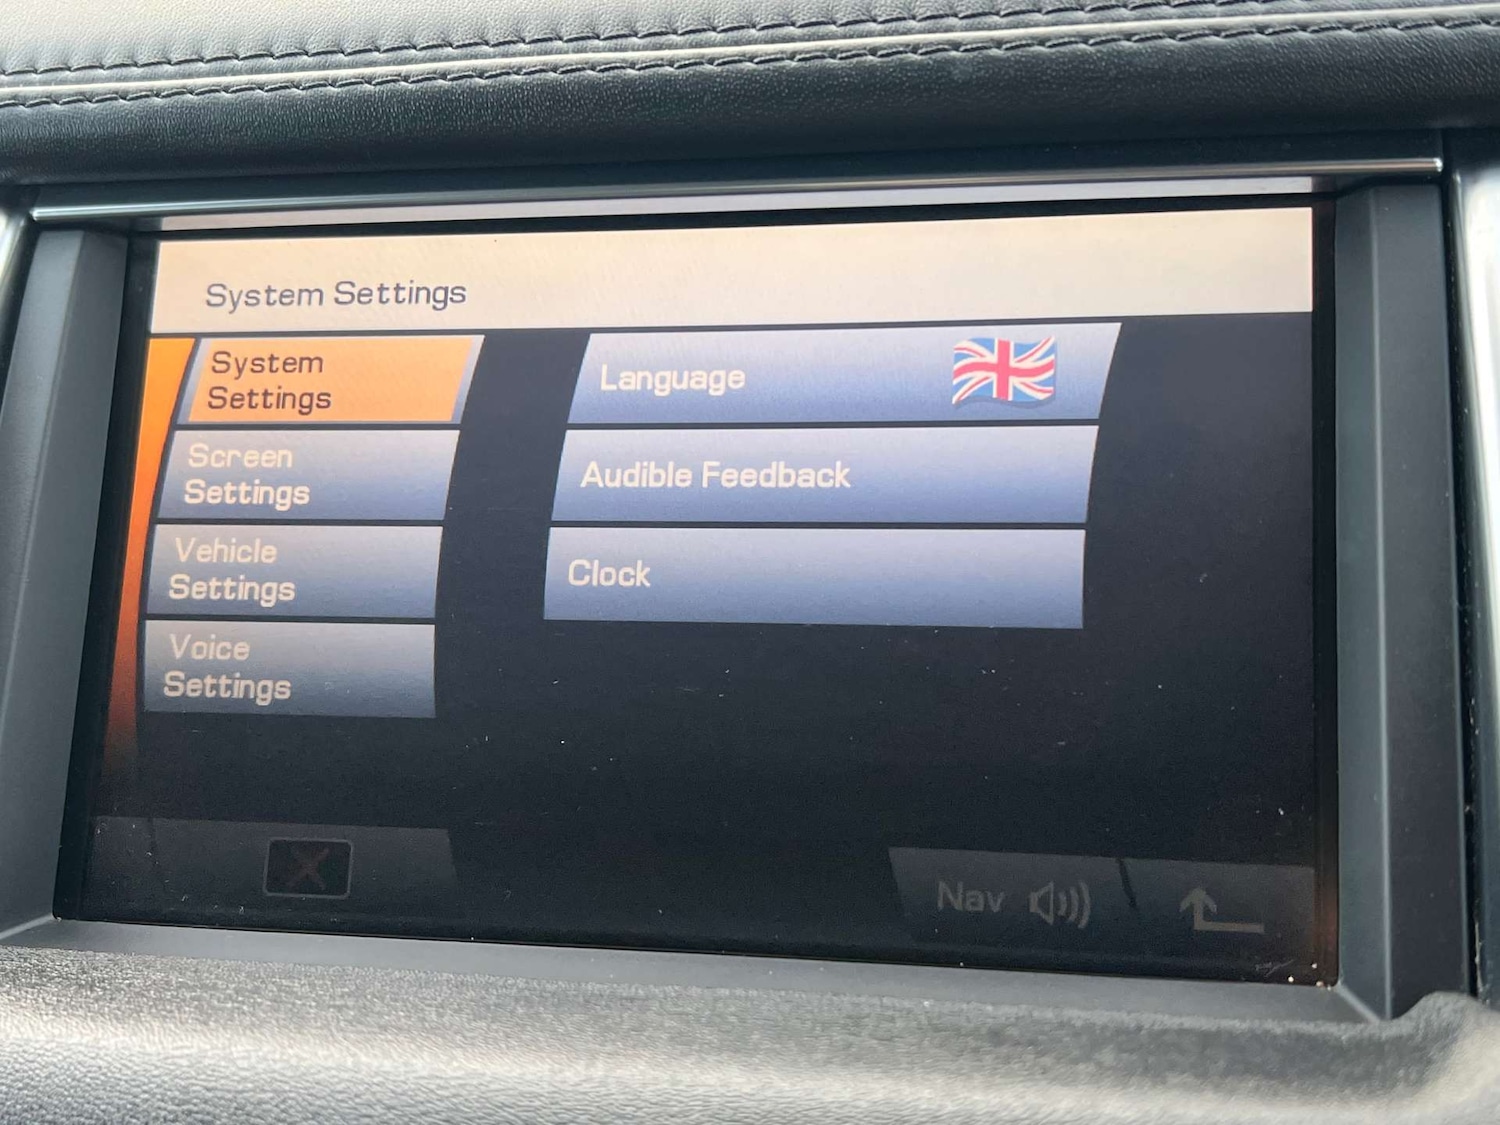 System Settings
System
Settings
Screen
Settings
Vehicle
Settings
Voice
Settings
Language
Audible Feedback
Clock
Nav